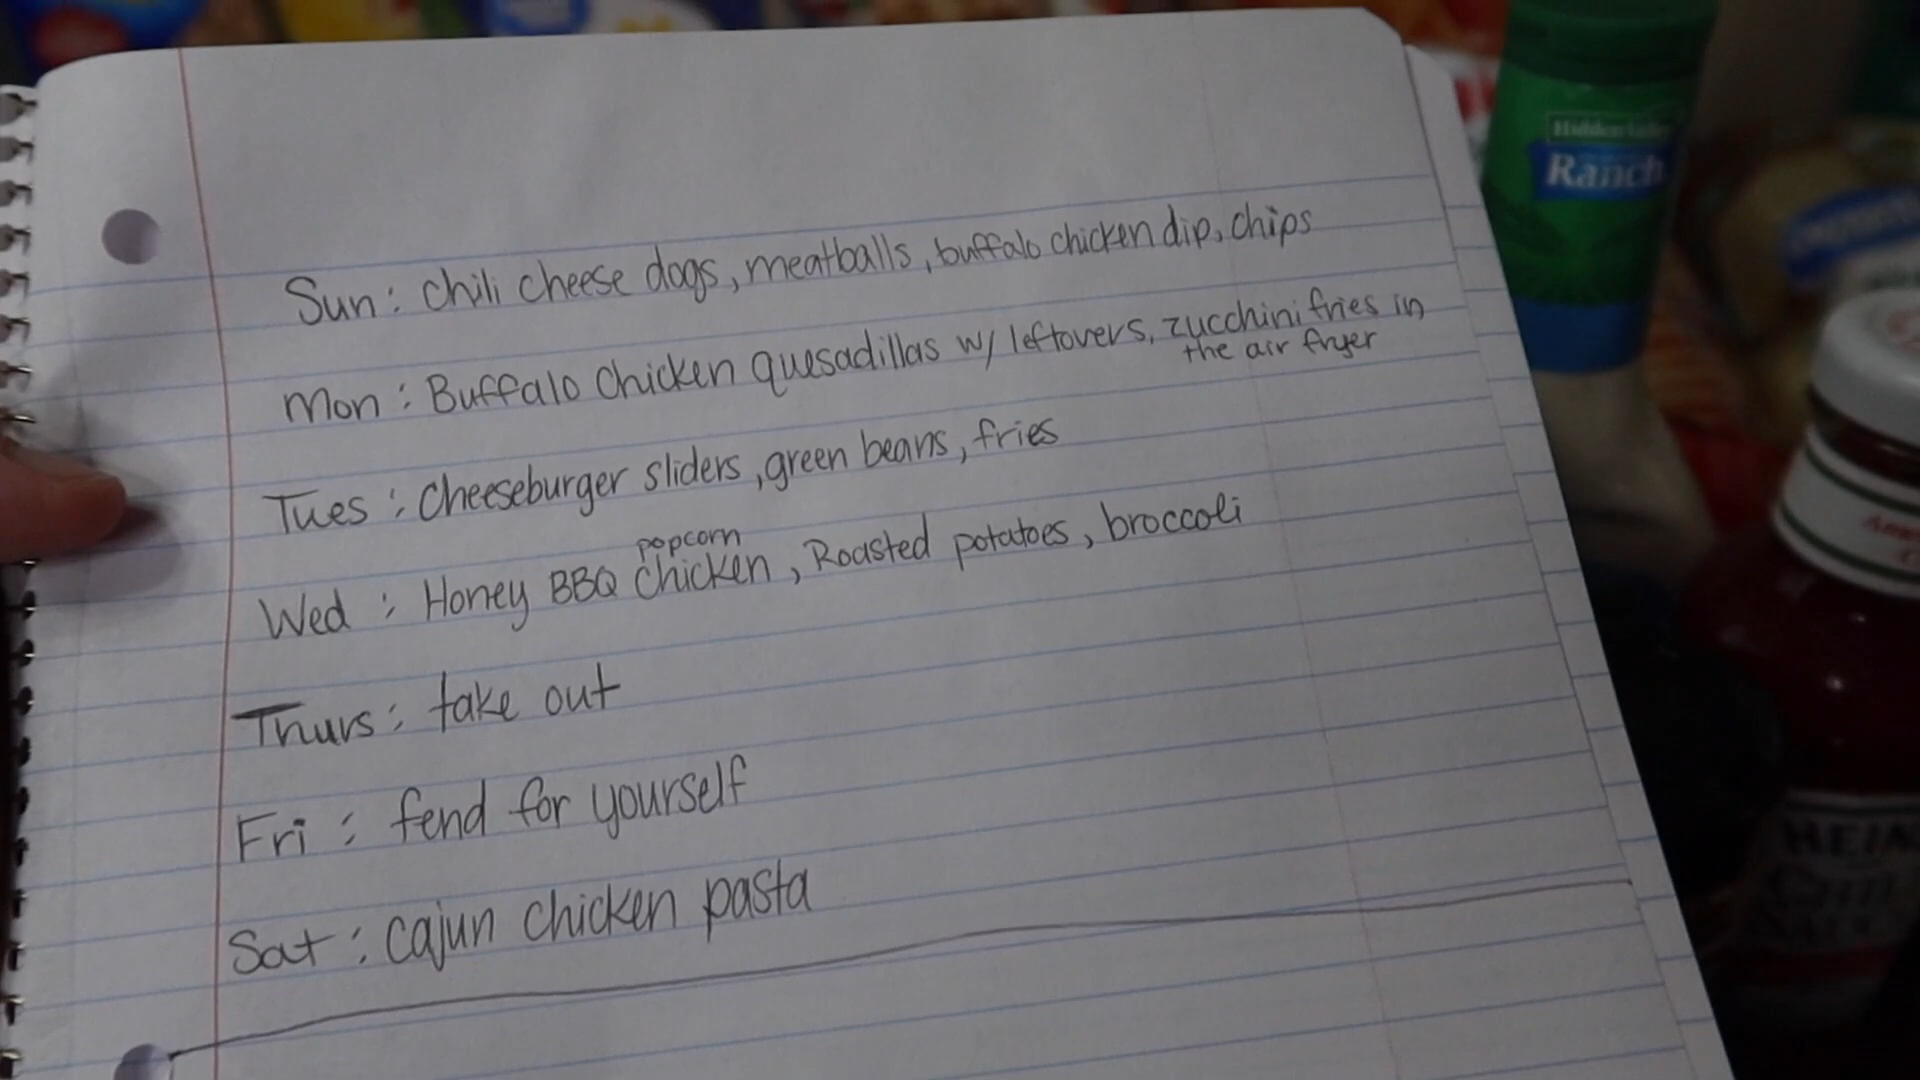 Sun: chili cheese dogs, meatballs, buffalo chicken dip, chips
Mon: Buffalo Chicken quesadillas w/ leftovers, zucchini fries in
the air fryer
Tues: Cheeseburger sliders, green beans, fries
popcorn
Wed: Honey BBQ chicken, Roasted potatoes, broccoli
Thurs: take out
Fri: fend for yourself
Sat: cajun chicken pasta
Ranch